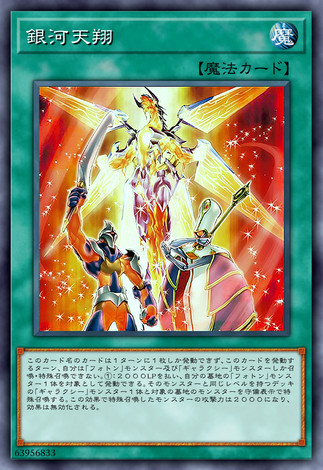 銀河天翔
魔
【魔法カード】
このカード名のカードは1ターンに1枚しか発動できず、このカードを発動す
るターン、自分は「フォトン」モンスター及び「ギャラクシー」モンスターしか召
喚・特殊召喚できない。①:2000LPを払い、自分の墓地の「フォトン」モンス
ター1体を対象として発動できる。そのモンスターと同じレベルを持つデッキ
の「ギャラクシー」モンスター1体と対象の墓地のモンスターを守備表示で特
殊召喚する。この効果で特殊召喚したモンスターの攻撃力は2000になり、
効果は無効化される。
63956833